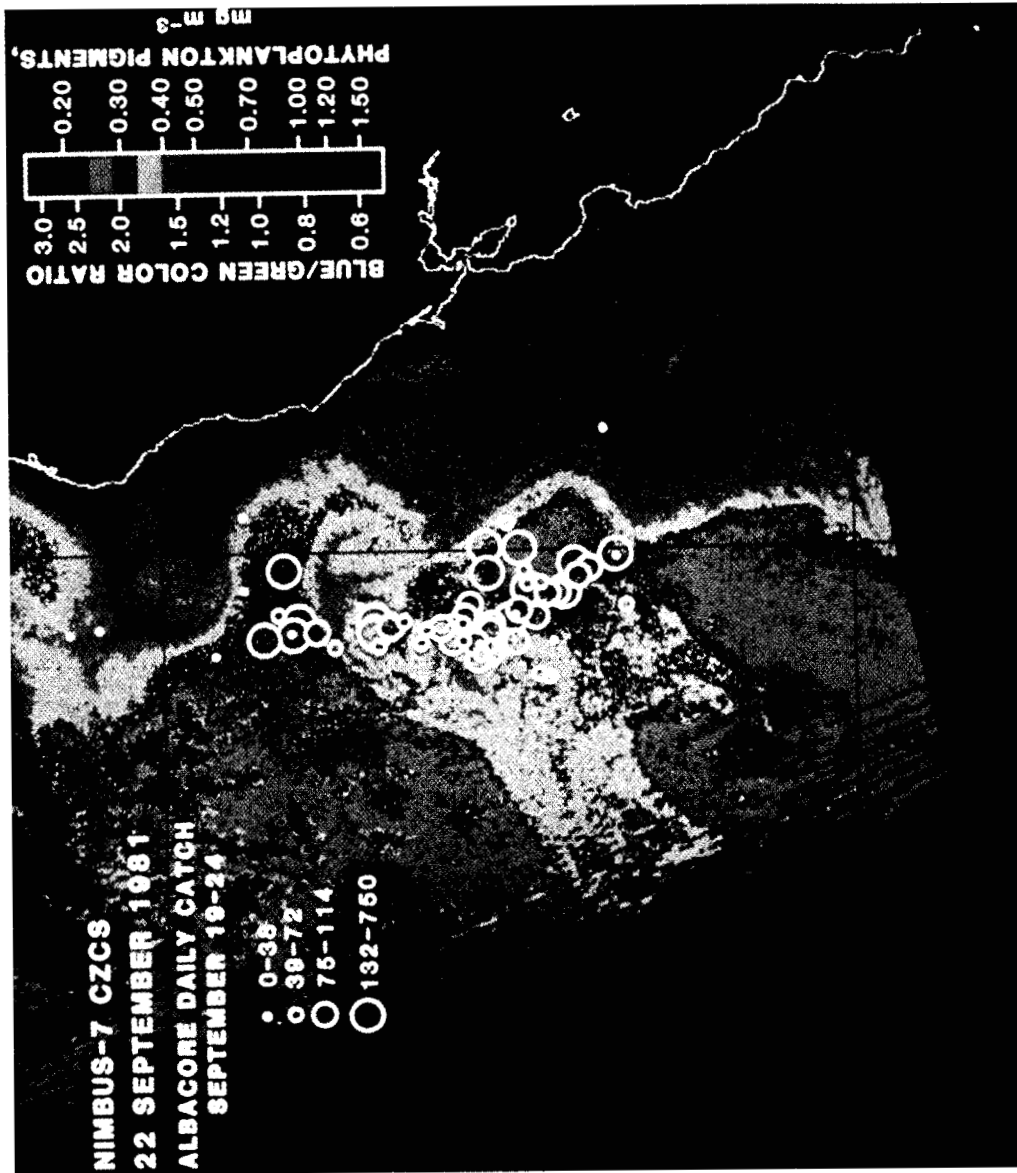 NIMBUS-7 CZCS
22 SEPTEMBER 1981
ALBACORE DAILY CATCH
SEPTEMBER 19-24
0-38
39-72
75-114
132-750
BLUE/GREEN COLOR RATIO
3.0 2.5 2.0 1.5 1.2 1.0 0.8 0.6
0.20 0.30 0.40 0.50 0.70 1.00 1.20 1.50
PHYTOPLANKTON PIGMENTS,
mg m⁻³